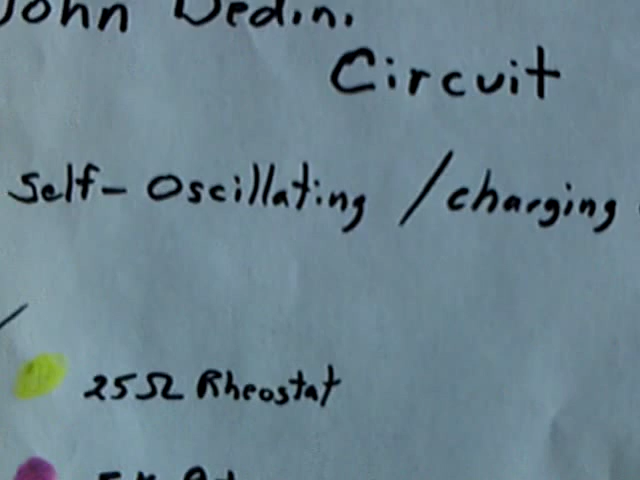 John Bedini
Circuit
Self-Oscillating / charging
25Ω Rheostat